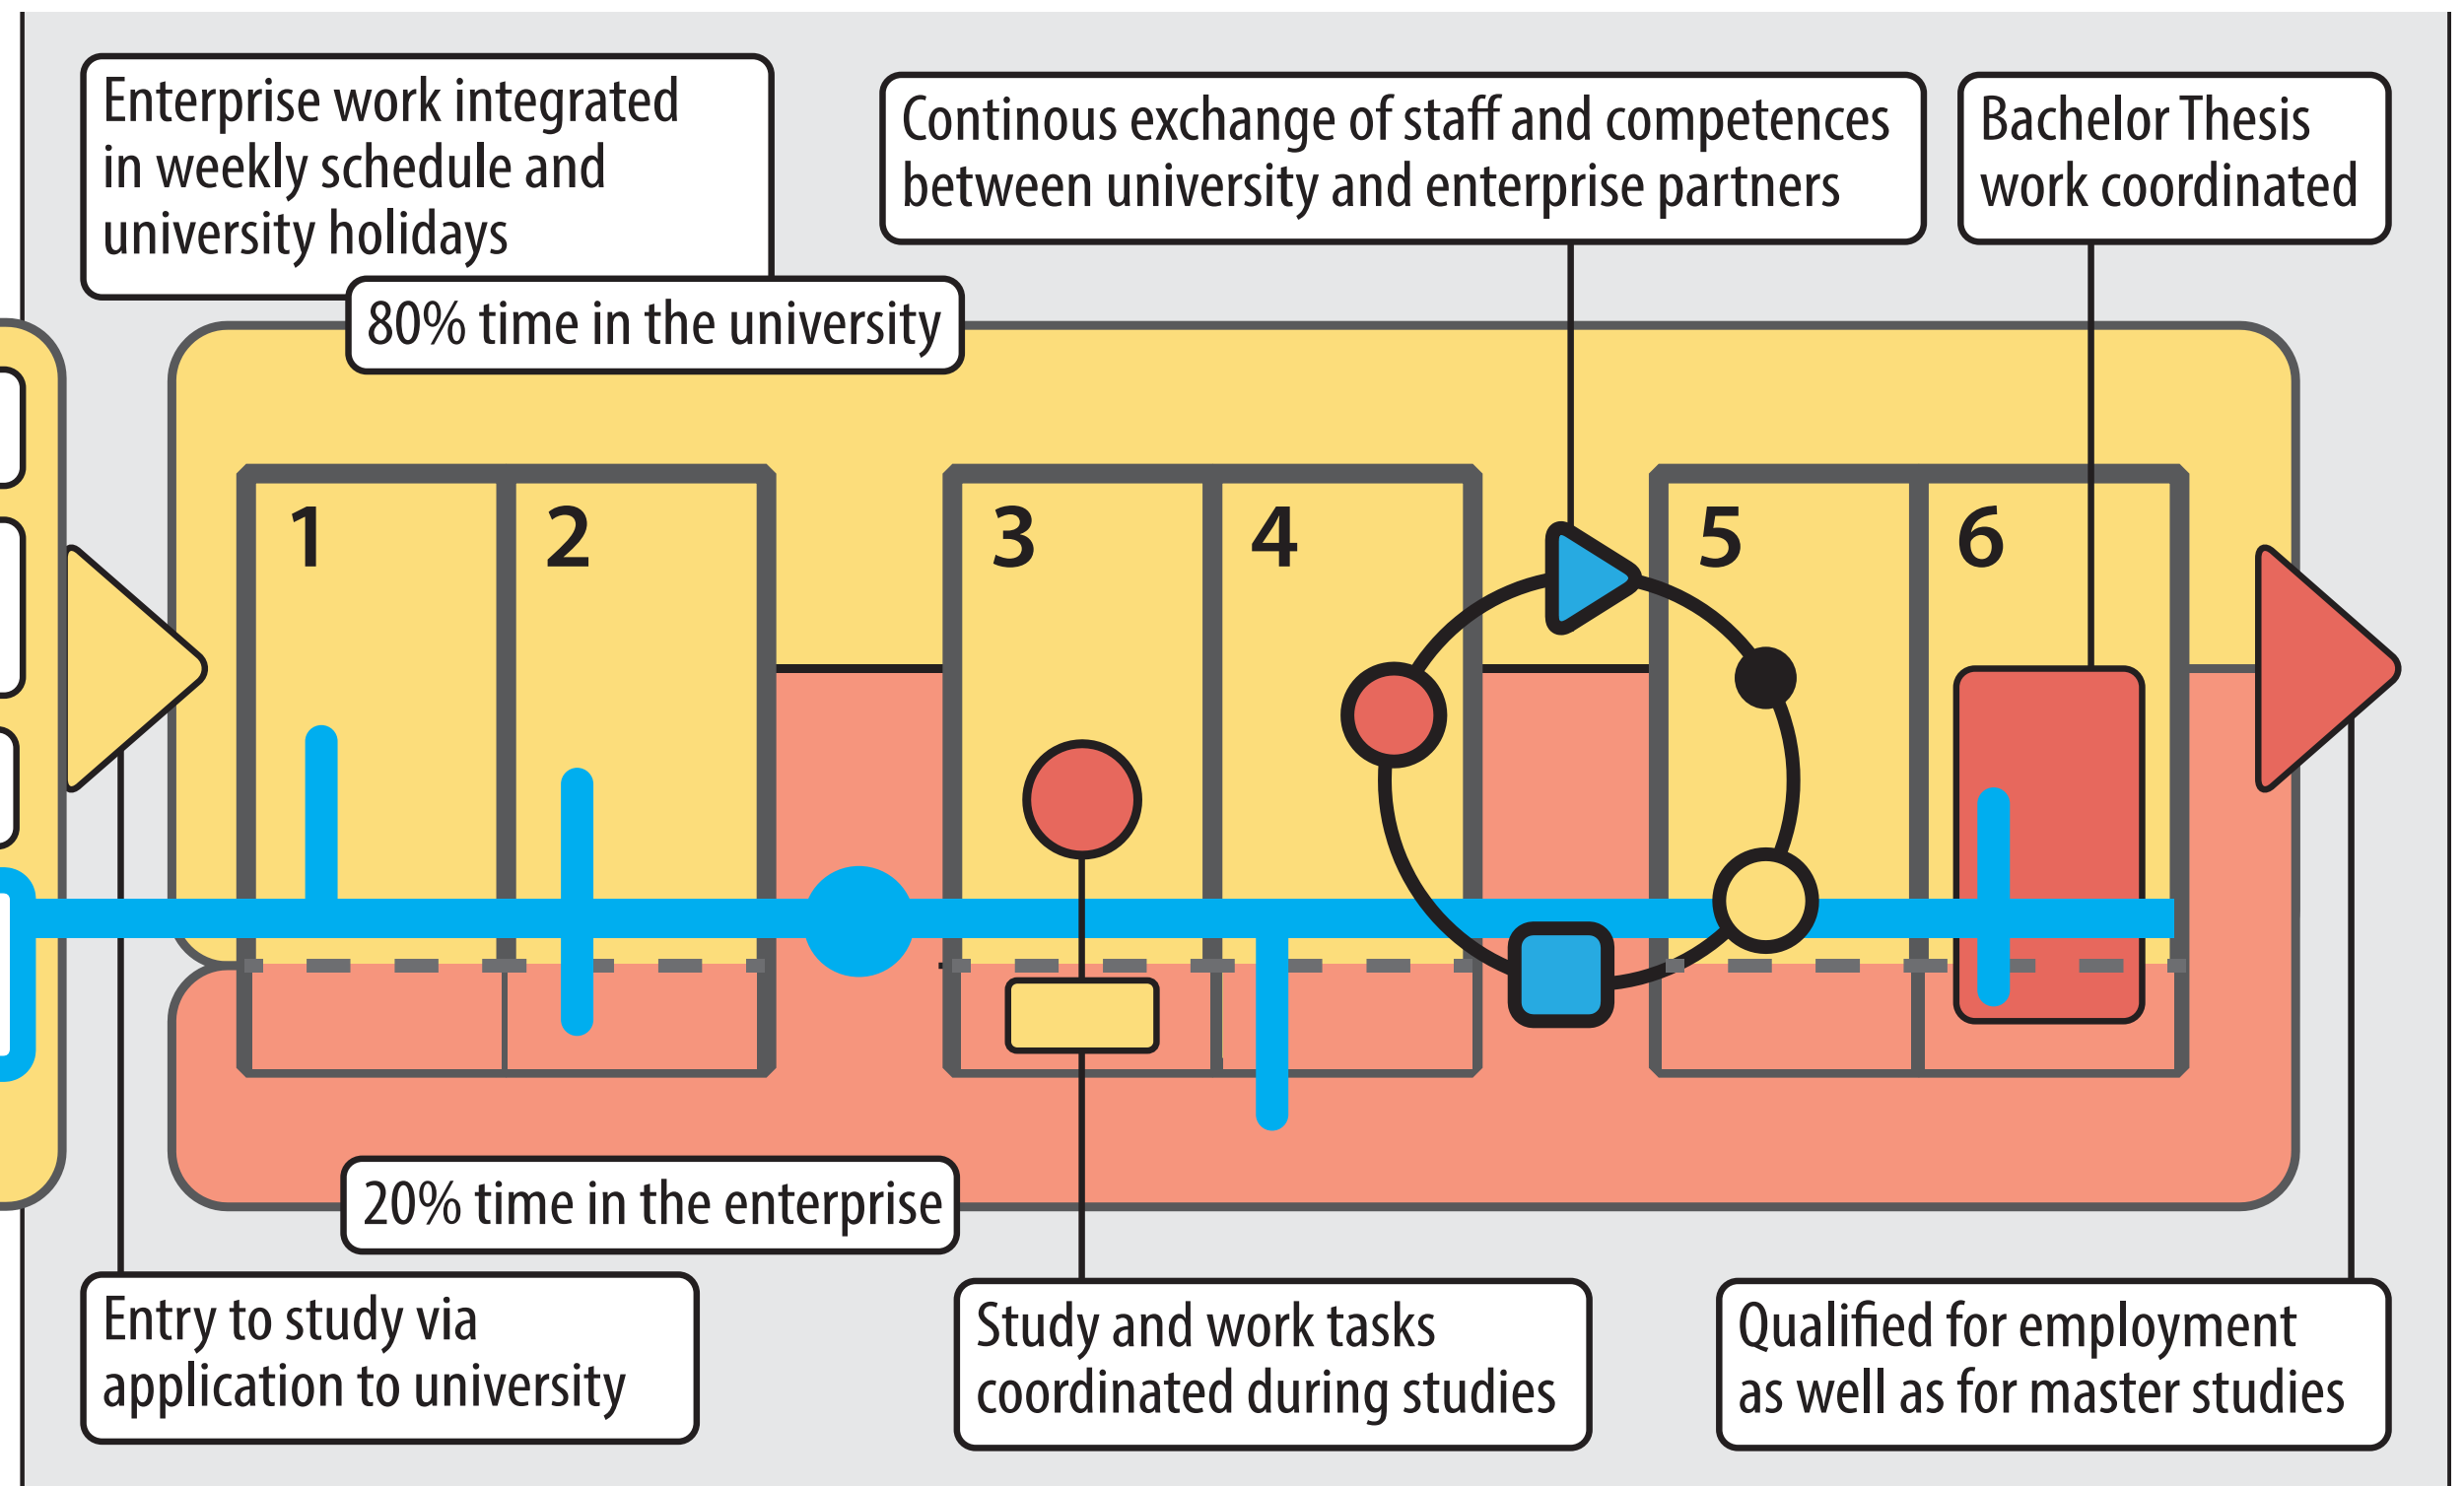 Enterprise work integrated
in weekly schedule and
university holidays
80% time in the university
Continous exchange of staff and competences
between university and enterprise partners
Bachelor Thesis
work coordinated
1
2
3
4
5
6
20% time in the enterprise
Entry to study via
application to university
Study and work tasks
coordinated during studies
Qualified for employment
as well as for master studies